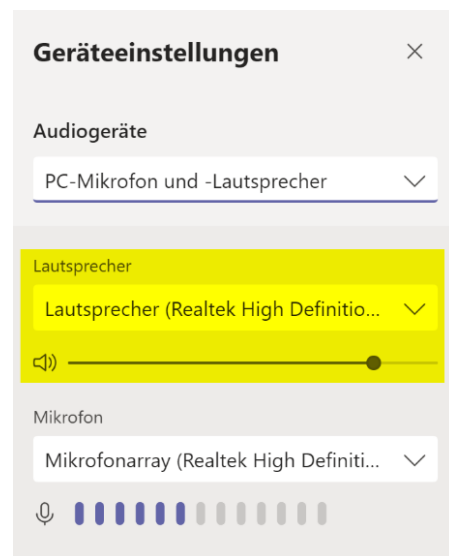 Geräteeinstellungen
Audiogeräte
PC-Mikrofon und -Lautsprecher
Lautsprecher
Lautsprecher (Realtek High Definitio...
Mikrofon
Mikrofonarray (Realtek High Definiti...